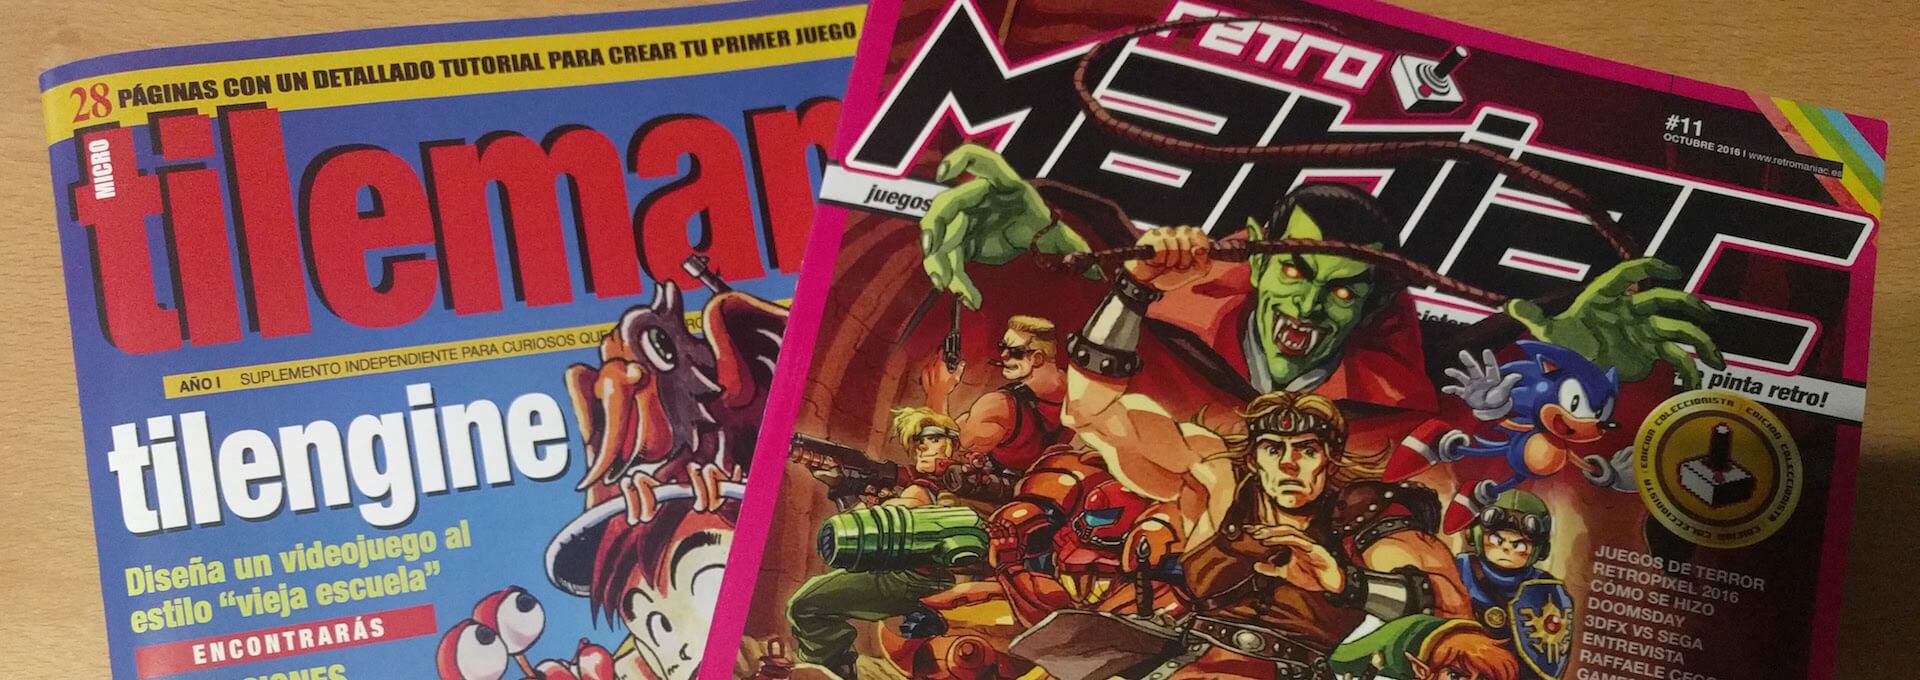 28 PÁGINAS CON UN DETALLADO TUTORIAL PARA CREAR TU PRIMER JUEGO
MICRO
tileman
AÑO I SUPLEMENTO INDEPENDIENTE PARA CURIOSOS QUE
tilengine
Diseña un videojuego al
estilo “vieja escuela”
ENCONTRARÁS
retro
Maniac
#11
OCTUBRE 2016 | www.retromaniac.es
juegos
pinta retro!
EDICIÓN COLECCIONISTA
JUEGOS DE TERROR
RETROPIXEL 2016
CÓMO SE HIZO
DOOMSDAY
3DFX VS SEGA
ENTREVISTA
RAFFAELE CECCO